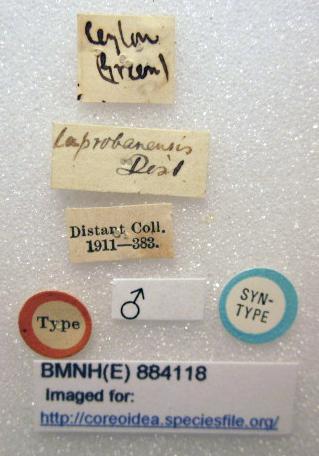 Ceylon
Green
taprobanensis
Dist
Distant Coll.
1911—383.
Type
♂
SYN-
TYPE
BMNH(E) 884118
Imaged for:
http://coreoidea.speciesfile.org/